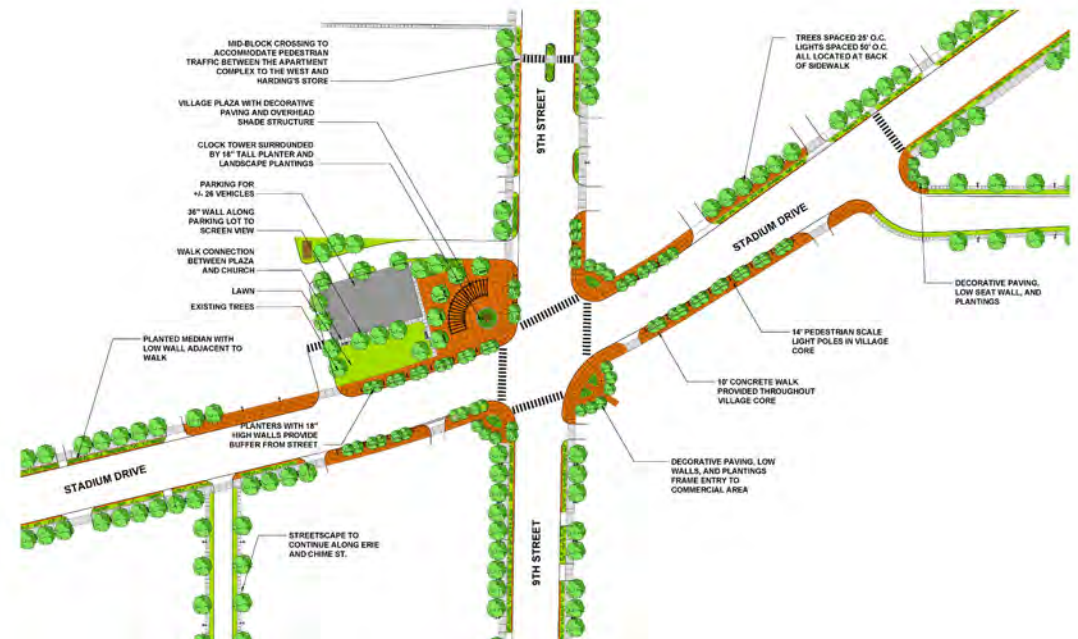 MID-BLOCK CROSSING TO
ACCOMMODATE PEDESTRIAN
TRAFFIC BETWEEN THE APARTMENT
COMPLEX TO THE WEST AND
HARDING'S STORE
VILLAGE PLAZA WITH DECORATIVE
PAVING AND OVERHEAD
SHADE STRUCTURE
CLOCK TOWER SURROUNDED
BY 18" TALL PLANTER AND
LANDSCAPE PLANTINGS
PARKING FOR
+/- 26 VEHICLES
36" WALL ALONG
PARKING LOT TO
SCREEN VIEW
WALK CONNECTION
BETWEEN PLAZA
AND CHURCH
LAWN
EXISTING TREES
PLANTED MEDIAN WITH
LOW WALL ADJACENT TO
WALK
PLANTERS WITH 18"
HIGH WALLS PROVIDE
BUFFER FROM STREET
STADIUM DRIVE
STREETSCAPE TO
CONTINUE ALONG ERIE
AND CHIME ST.
9TH STREET
9TH STREET
TREES SPACED 25' O.C.
LIGHTS SPACED 50' O.C.
ALL LOCATED AT BACK
OF SIDEWALK
STADIUM DRIVE
DECORATIVE PAVING,
LOW SEAT WALL, AND
PLANTINGS
14' PEDESTRIAN SCALE
LIGHT POLES IN VILLAGE
CORE
10' CONCRETE WALK
PROVIDED THROUGHOUT
VILLAGE CORE
DECORATIVE PAVING, LOW
WALLS, AND PLANTINGS
FRAME ENTRY TO
COMMERCIAL AREA